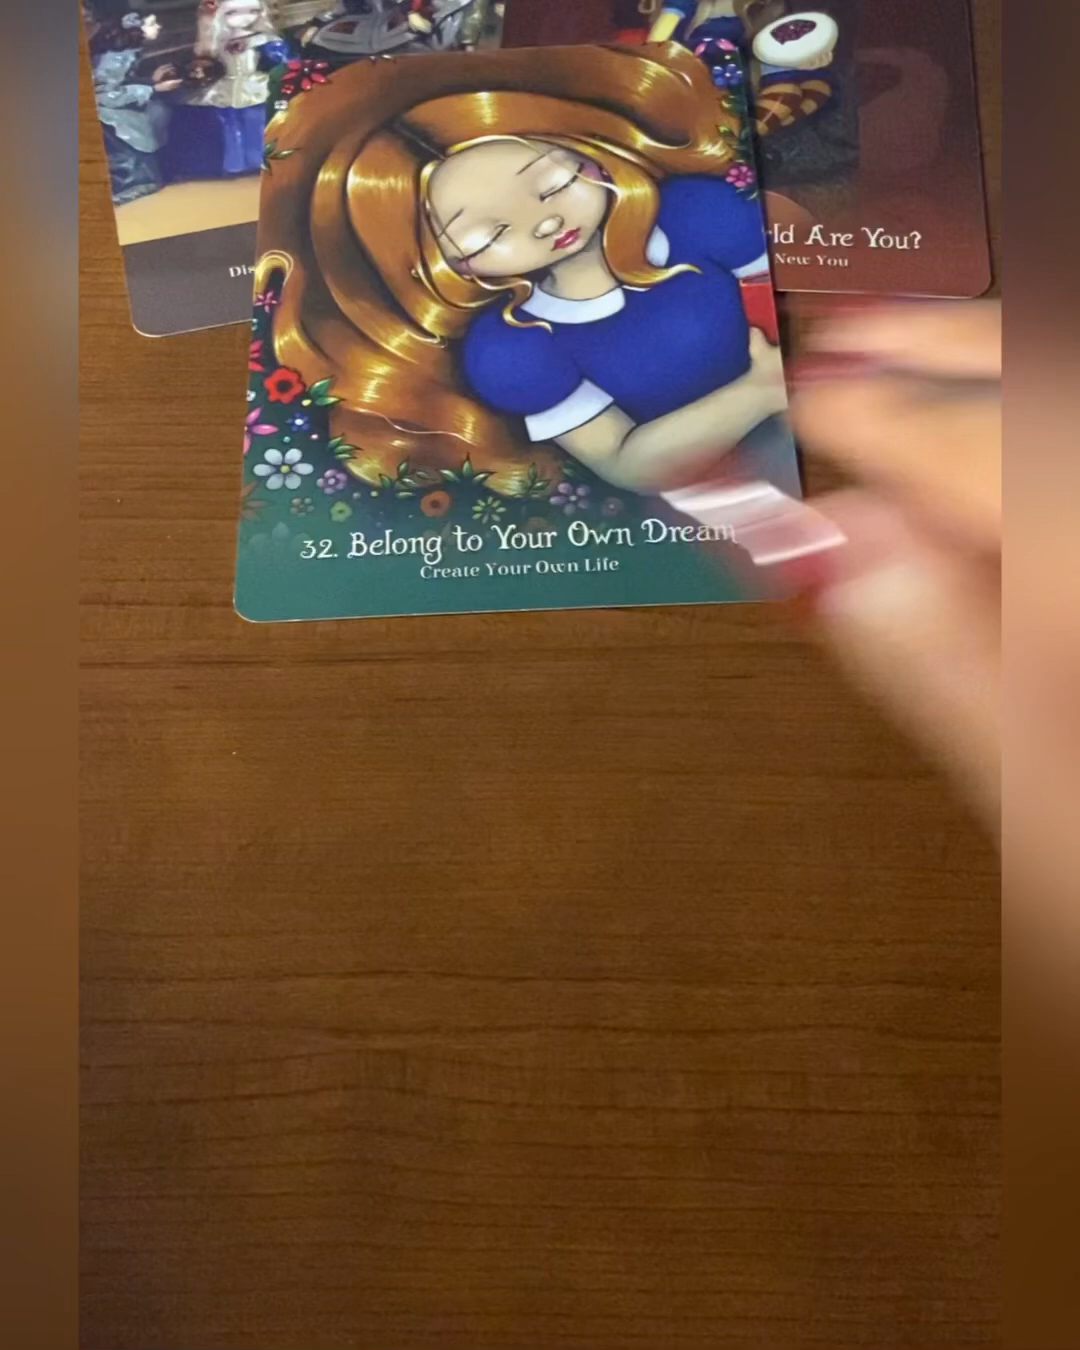 ld Are You?
New You
Dis
32. Belong to Your Own Dream
Create Your Own Life